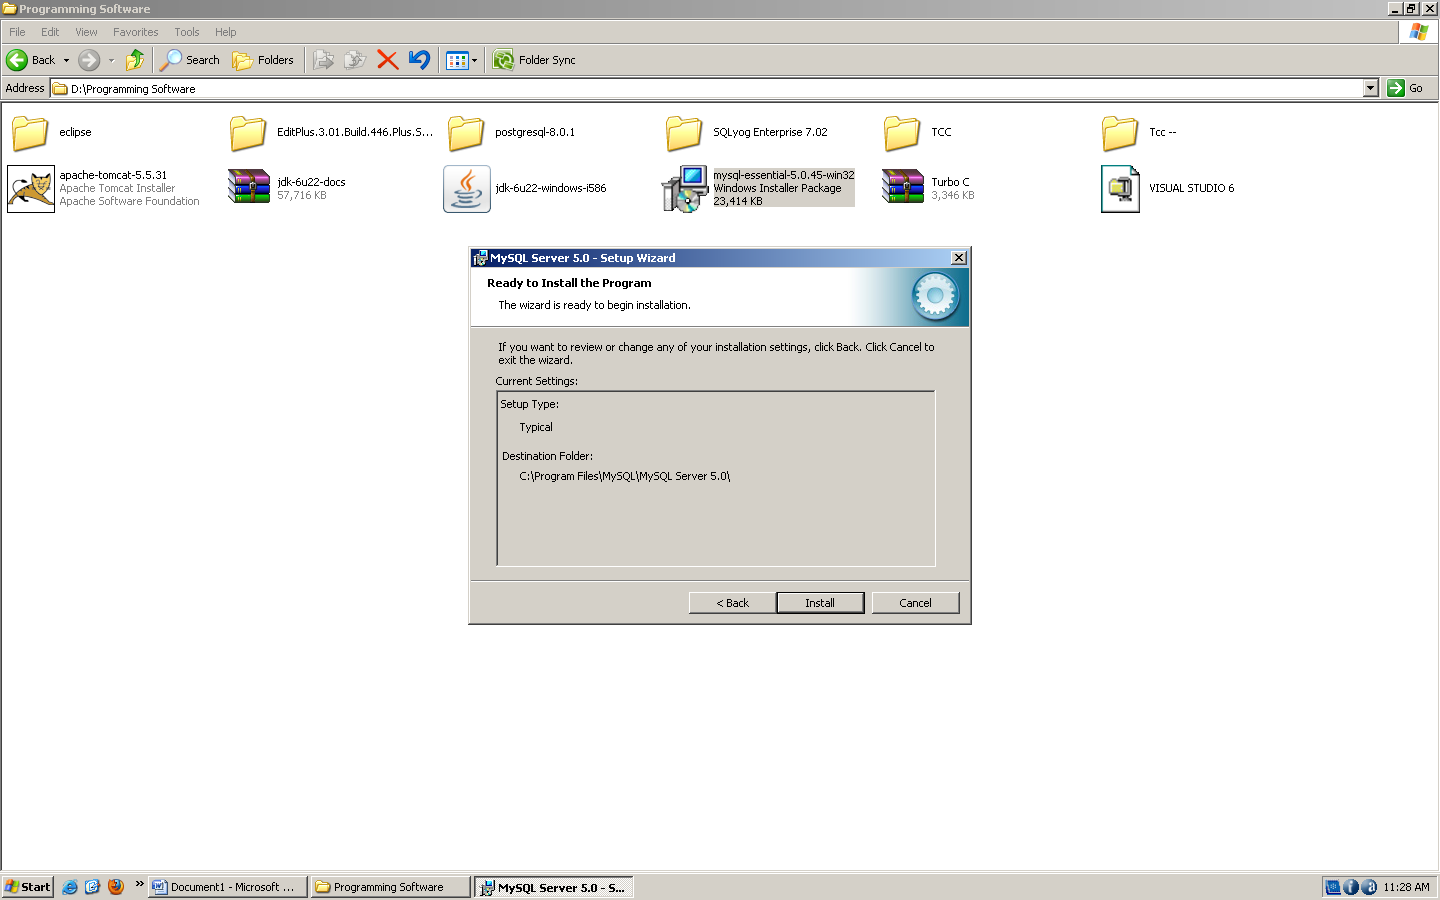 Programming Software
File Edit View Favorites Tools Help
Back Search Folders Folder Sync
Address D:\Programming Software Go
eclipse
EditPlus.3.01.Build.446.Plus.S...
postgresql-8.0.1
SQLyog Enterprise 7.02
TCC
Tcc --
apache-tomcat-5.5.31
Apache Tomcat Installer
Apache Software Foundation
jdk-6u22-docs
57,716 KB
jdk-6u22-windows-i586
mysql-essential-5.0.45-win32
Windows Installer Package
23,414 KB
Turbo C
3,346 KB
VISUAL STUDIO 6
MySQL Server 5.0 - Setup Wizard
Ready to Install the Program
The wizard is ready to begin installation.
If you want to review or change any of your installation settings, click Back. Click Cancel to
exit the wizard.
Current Settings:
Setup Type:
Typical
Destination Folder:
C:\Program Files\MySQL\MySQL Server 5.0\
< Back Install Cancel
Start » Document1 - Microsoft ... Programming Software MySQL Server 5.0 - S... 11:28 AM